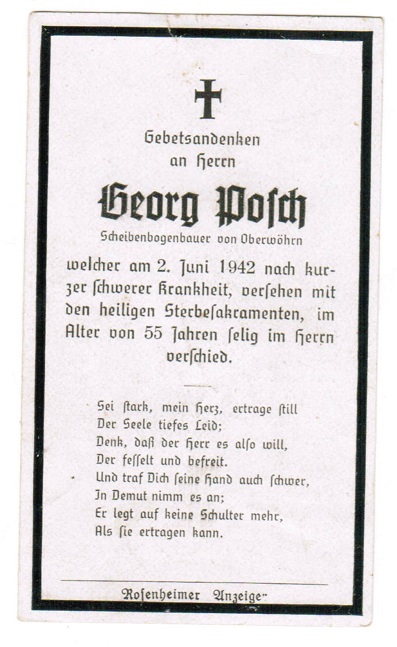 Gebetsandenken
an Herrn
Georg Posch
Scheibenbogenbauer von Oberwöhrn
welcher am 2. Juni 1942 nach kur-
zer schwerer Krankheit, versehen mit
den heiligen Sterbesakramenten, im
Alter von 55 Jahren selig im Herrn
verschied.
Sei stark, mein Herz, ertrage still
Der Seele tiefes Leid;
Denk, daß der Herr es also will,
Der fesselt und befreit.
Und traf Dich seine Hand auch schwer,
In Demut nimm es an;
Er legt auf keine Schulter mehr,
Als sie ertragen kann.
Rosenheimer Anzeige